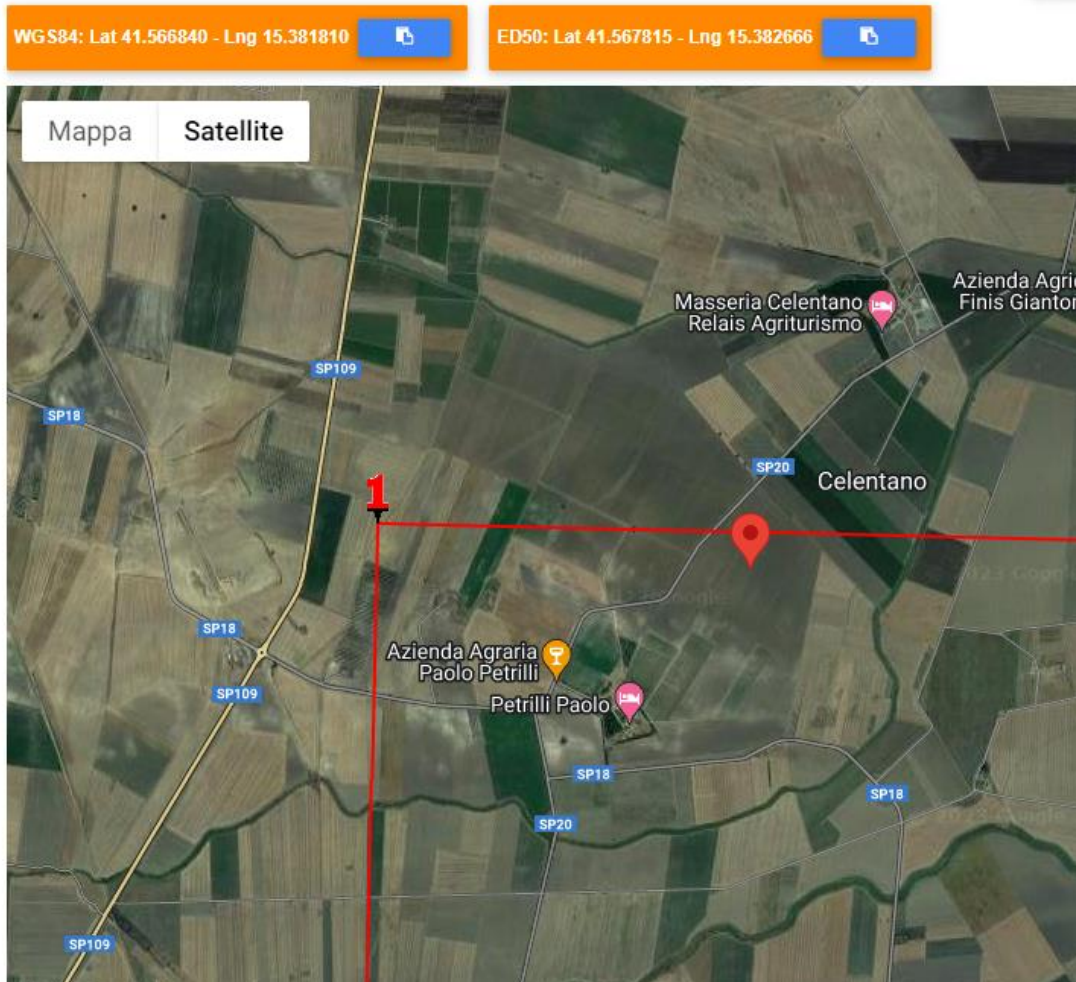 WGS84: Lat 41.566840 - Lng 15.381810
ED50: Lat 41.567815 - Lng 15.382666
Mappa
Satellite
Masseria Celentano
Relais Agriturismo
Azienda Agri
Finis Gianto
SP109
SP18
SP20
Celentano
1
SP18
SP109
Azienda Agraria
Paolo Petrilli
Petrilli Paolo
SP18
SP18
SP20
SP109